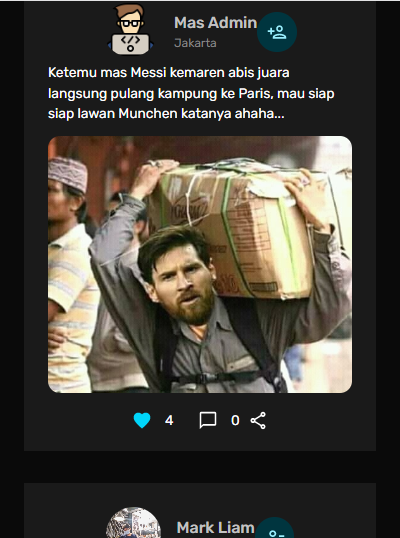 Mas Admin
Jakarta
Ketemu mas Messi kemaren abis juara
langsung pulang kampung ke Paris, mau siap
siap lawan Munchen katanya ahaha...
4
0
Mark Liam